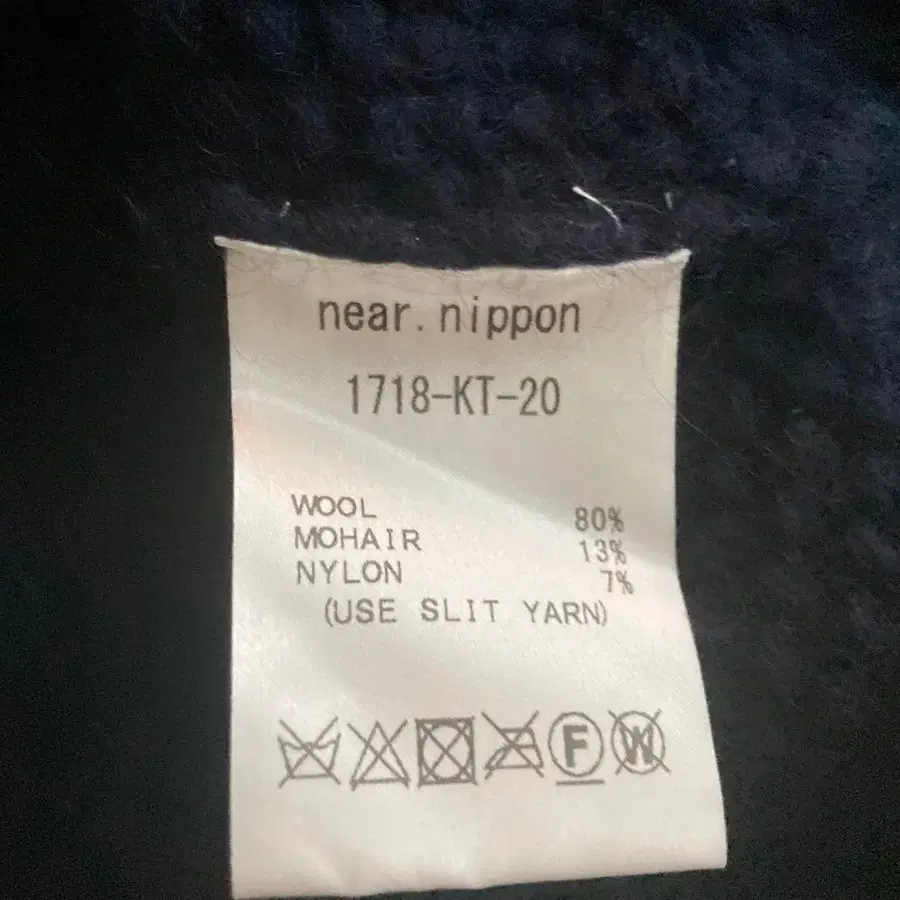 near.nippon
1718-KT-20
WOOL 80%
MOHAIR 13%
NYLON 7%
(USE SLIT YARN)
F W